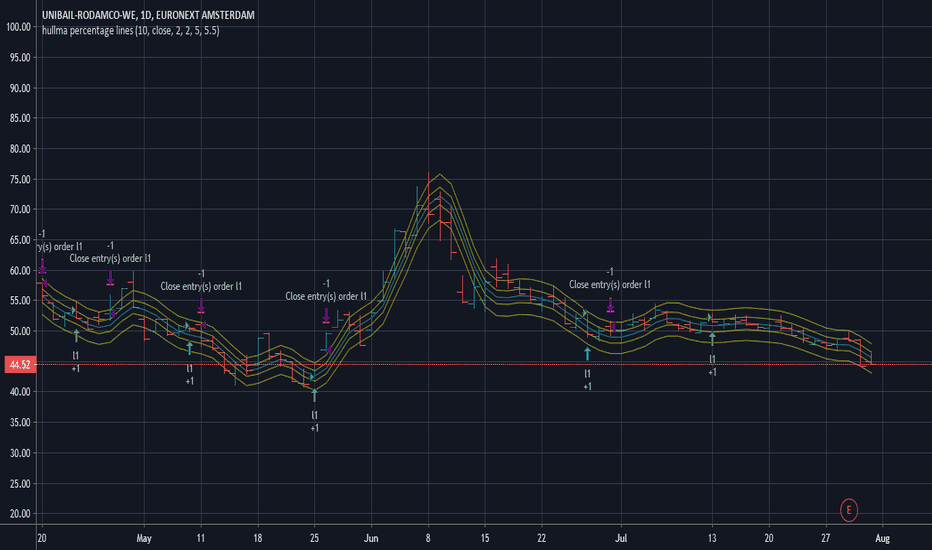 UNIBAIL-RODAMCO-WE, 1D, EURONEXT AMSTERDAM
hullma percentage lines (10, close, 2, 2, 5, 5.5)
100.00
95.00
90.00
85.00
80.00
75.00
70.00
65.00
60.00
55.00
50.00
44.52
40.00
35.00
30.00
25.00
20.00
-1
ry(s) order l1
-1
Close entry(s) order l1
-1
Close entry(s) order l1
-1
Close entry(s) order l1
-1
Close entry(s) order l1
l1
+1
l1
+1
l1
+1
l1
+1
l1
+1
E
20 May 11 18 25 Jun 8 15 22 Jul 13 20 27 Aug